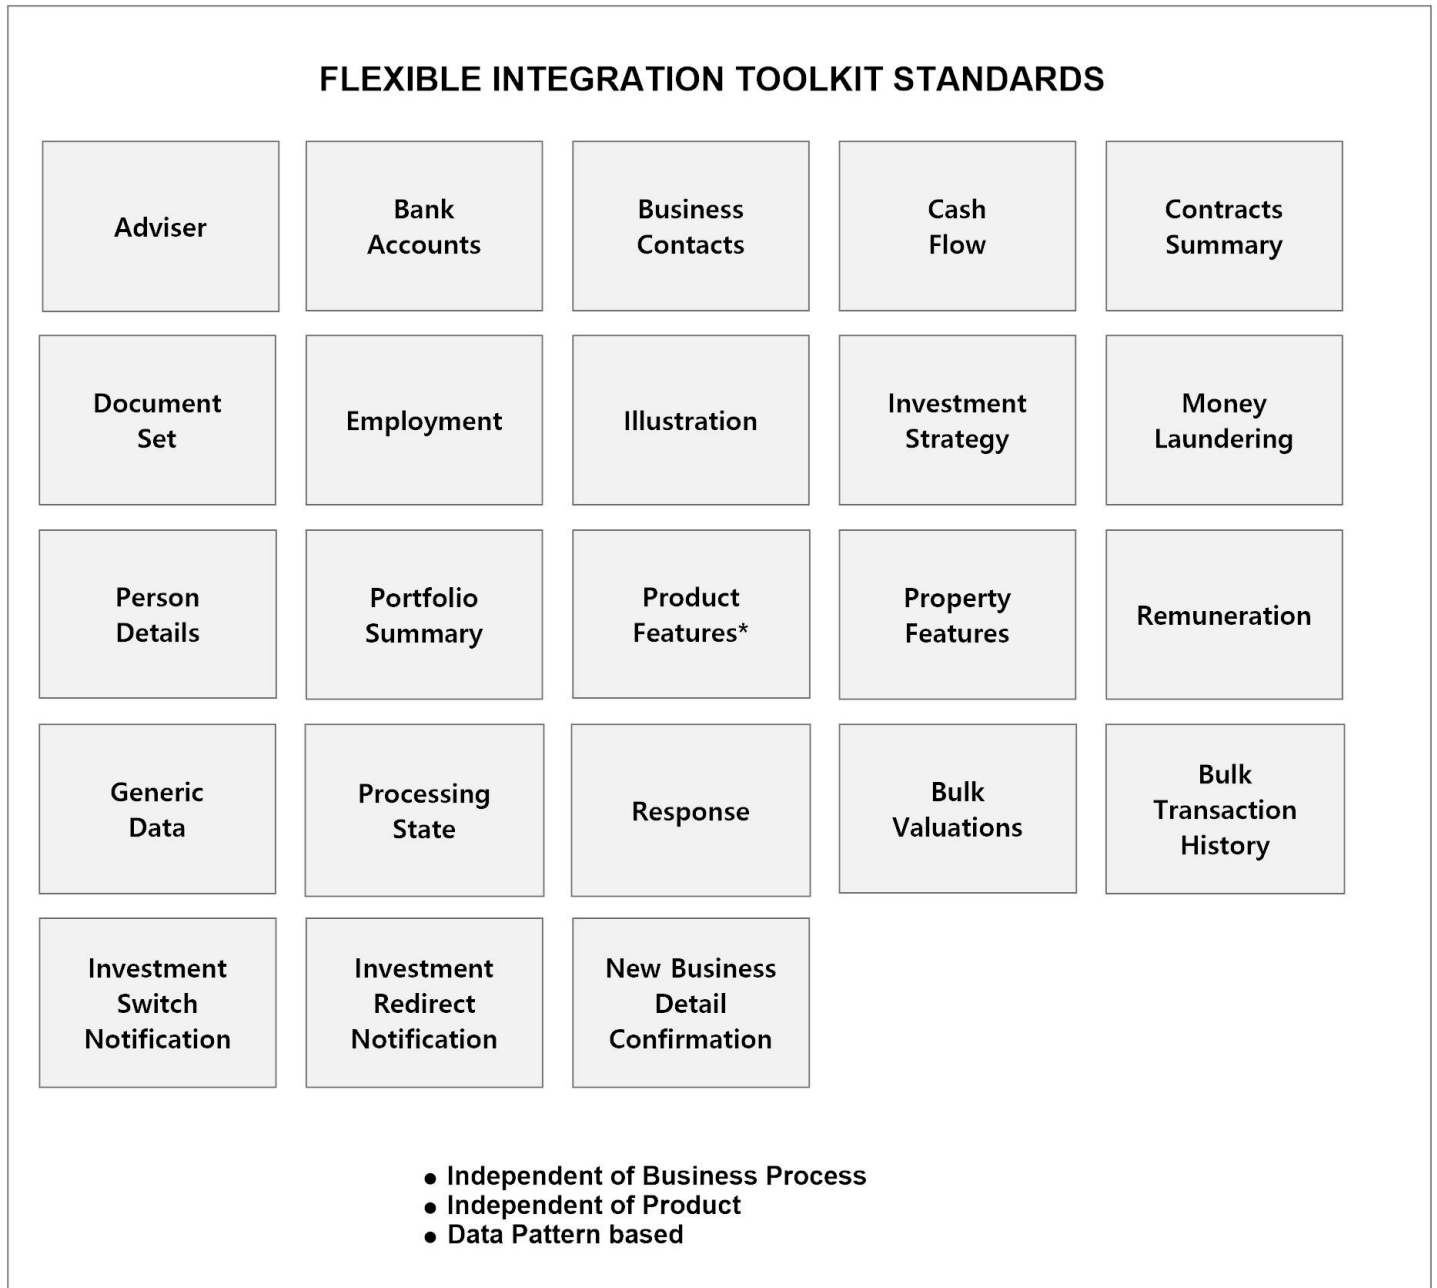 FLEXIBLE INTEGRATION TOOLKIT STANDARDS
Adviser
Bank
Accounts
Business
Contacts
Cash
Flow
Contracts
Summary
Document
Set
Employment
Illustration
Investment
Strategy
Money
Laundering
Person
Details
Portfolio
Summary
Product
Features*
Property
Features
Remuneration
Generic
Data
Processing
State
Response
Bulk
Valuations
Bulk
Transaction
History
Investment
Switch
Notification
Investment
Redirect
Notification
New Business
Detail
Confirmation
• Independent of Business Process
• Independent of Product
• Data Pattern based